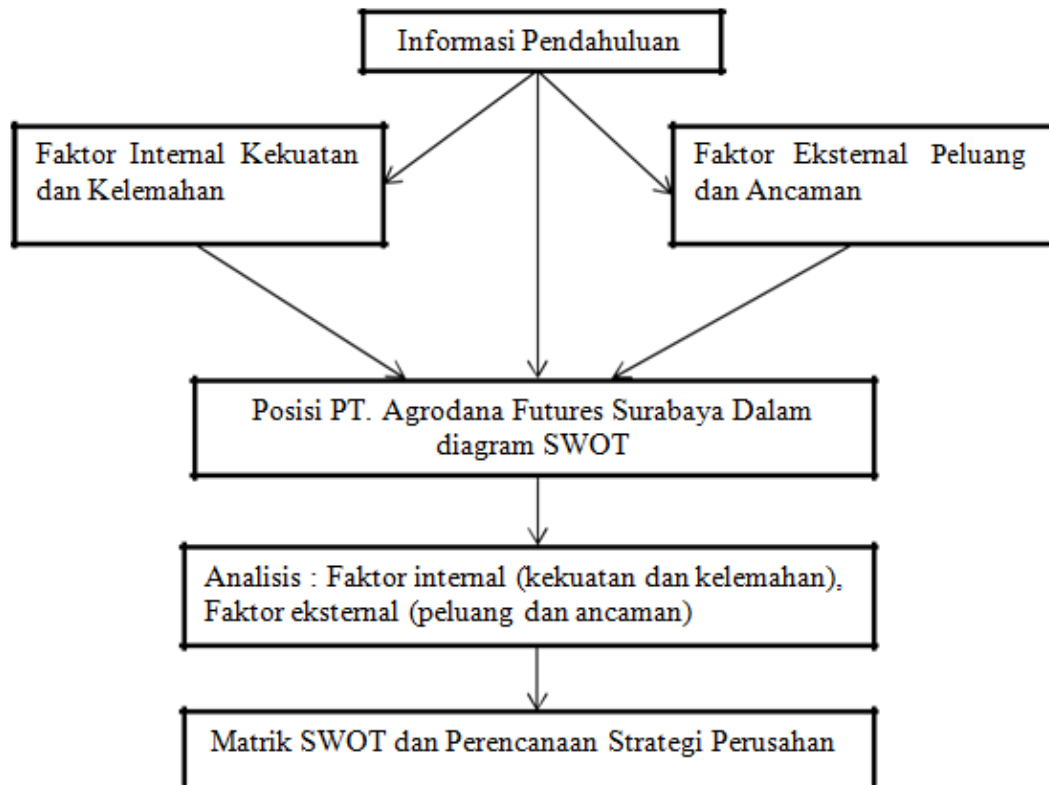 Informasi Pendahuluan
Faktor Internal Kekuatan
dan Kelemahan
Faktor Eksternal Peluang
dan Ancaman
Posisi PT. Agrodana Futures Surabaya Dalam
diagram SWOT
Analisis : Faktor internal (kekuatan dan kelemahan),
Faktor eksternal (peluang dan ancaman)
Matrik SWOT dan Perencanaan Strategi Perusahan